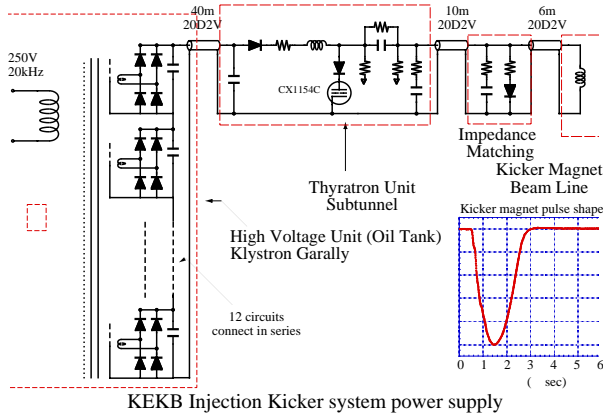 40m
20D2V
10m
20D2V
6m
20D2V
250V
20kHz
CX1154C
Impedance
Matching
Thyratron Unit
Subtunnel
Kicker Magnet
Beam Line
Kicker magnet pulse shape
High Voltage Unit (Oil Tank)
Klystron Garally
12 circuits
connect in series
0 1 2 3 4 5 6
( sec)
KEKB Injection Kicker system power supply